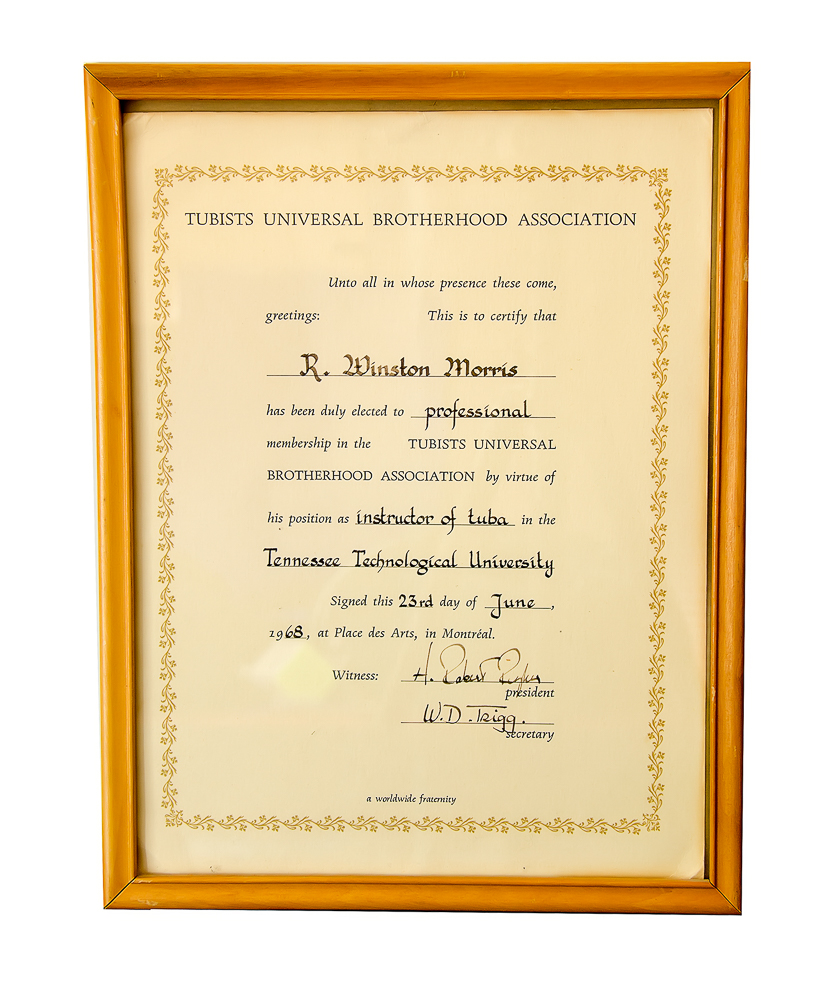 TUBISTS UNIVERSAL BROTHERHOOD ASSOCIATION
Unto all in whose presence these come,
greetings: This is to certify that
R. Winston Morris
has been duly elected to professional
membership in the TUBISTS UNIVERSAL
BROTHERHOOD ASSOCIATION by virtue of
his position as instructor of tuba in the
Tennessee Technological University
Signed this 23rd day of June,
1968, at Place des Arts, in Montréal.
Witness: H. Robert
president
W.D. Trigg.
secretary
a worldwide fraternity